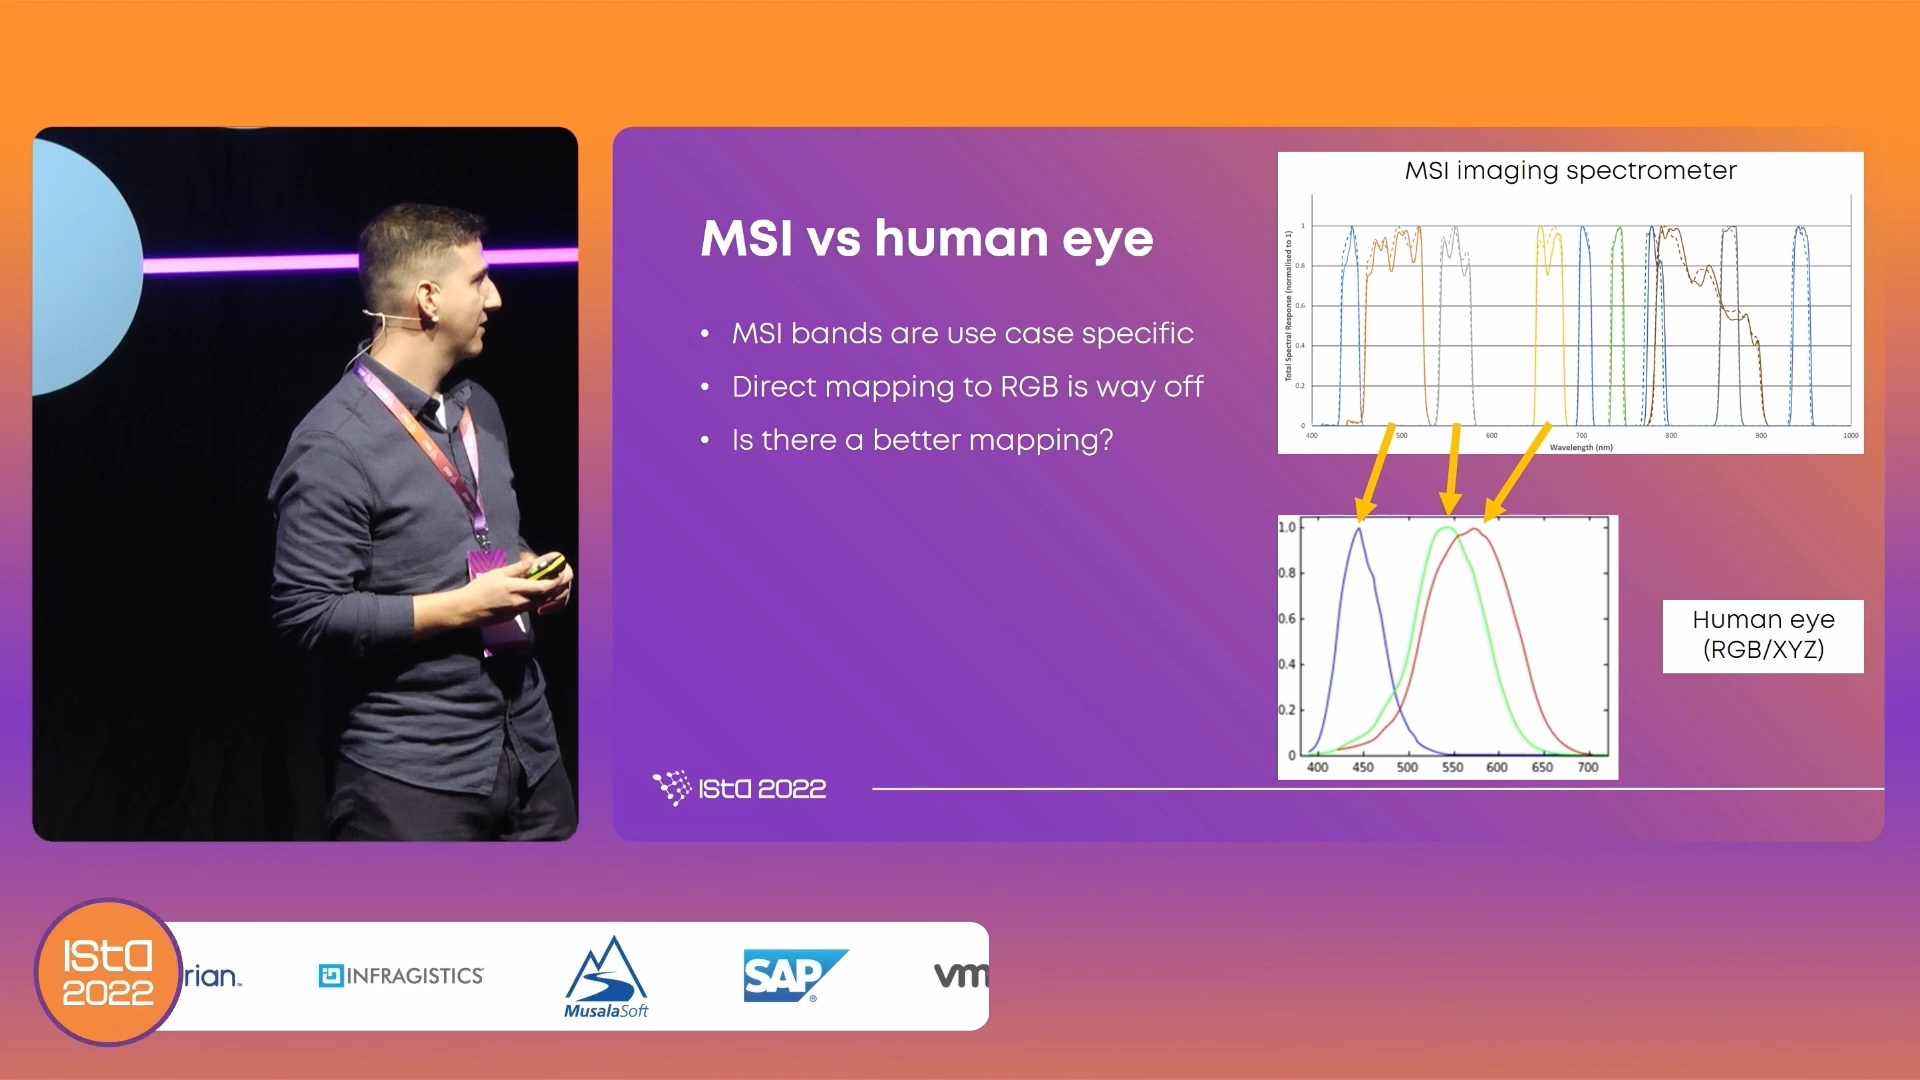 MSI vs human eye
• MSI bands are use case specific
• Direct mapping to RGB is way off
• Is there a better mapping?
MSI imaging spectrometer
Total Spectral Response (normalised to 1)
1
0.8
0.6
0.4
0.2
0
400 500 600 700 800 900 1000
Wavelength (nm)
1.0
0.8
0.6
0.4
0.2
0
400 450 500 550 600 650 700
Human eye
(RGB/XYZ)
ISta 2022
ISta
2022
rian™
INFRAGISTICS
MusalaSoft
SAP®
vm